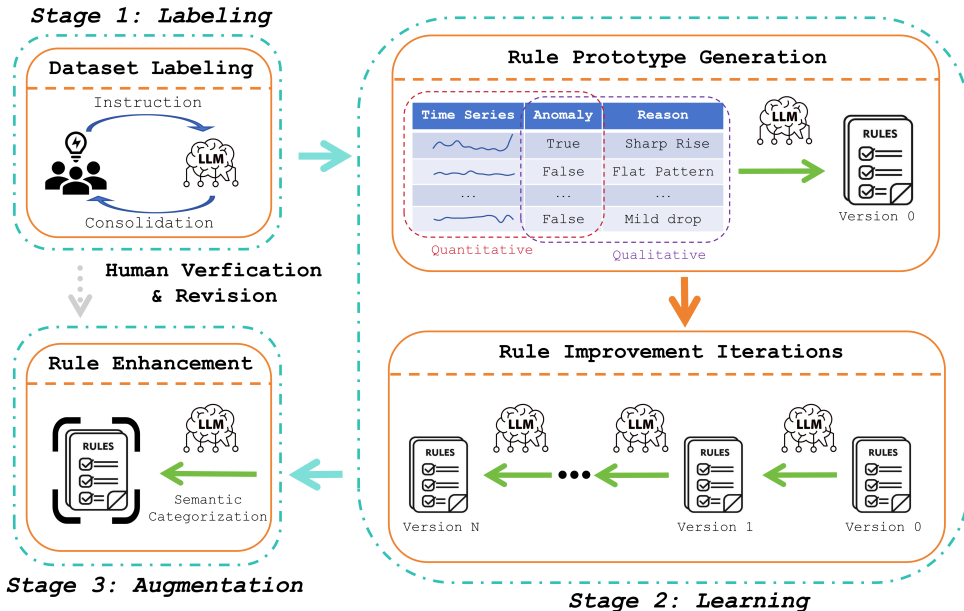 Stage 1: Labeling
Dataset Labeling
Instruction
LLM
Consolidation
Human Verfication
& Revision
Rule Prototype Generation
Time Series Anomaly Reason
True Sharp Rise
False Flat Pattern
... ... ...
False Mild drop
Quantitative
Qualitative
LLM
RULES
Version 0
Rule Improvement Iterations
LLM
LLM
LLM
RULES
RULES
RULES
Version N
Version 1
Version 0
Stage 2: Learning
Rule Enhancement
RULES
LLM
Semantic
Categorization
Stage 3: Augmentation